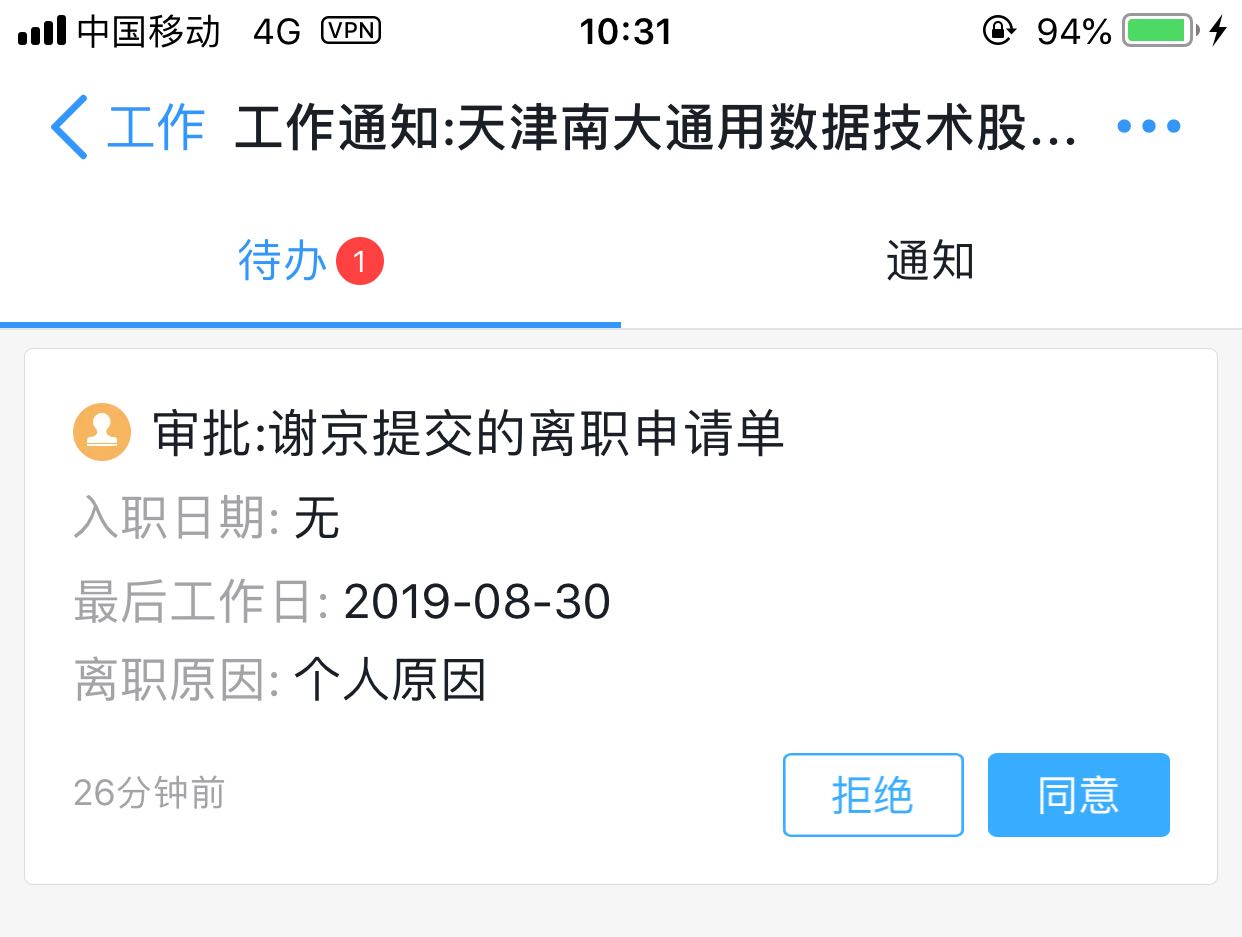 中国移动 4G VPN 10:31 94%
工作 工作通知:天津南大通用数据技术股...
待办 1 通知
审批:谢京提交的离职申请单
入职日期: 无
最后工作日: 2019-08-30
离职原因: 个人原因
26分钟前 拒绝 同意